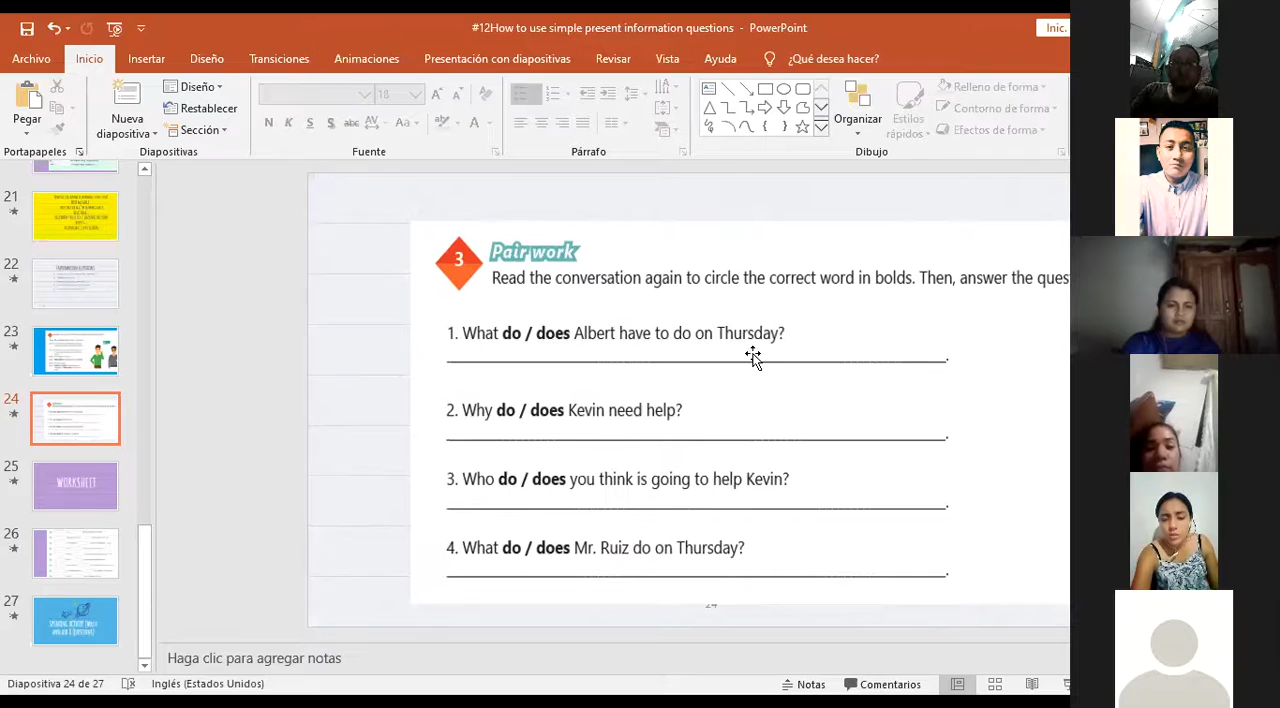 #12How to use simple present information questions - PowerPoint
Inic.
Archivo Inicio Insertar Diseño Transiciones Animaciones Presentación con diapositivas Revisar Vista Ayuda ¿Qué desea hacer?
Pegar
Nueva diapositiva
Diseño
Restablecer
Sección
18
N K S S abc AV Aa A
Organizar
Estilos rápidos
Relleno de forma
Contorno de forma
Efectos de forma
Portapapeles Diapositivas Fuente Párrafo Dibujo
21
22
23
24
25
WORKSHEET
26
27
3
Pair work
Read the conversation again to circle the correct word in bolds. Then, answer the ques
1. What do / does Albert have to do on Thursday?
2. Why do / does Kevin need help?
3. Who do / does you think is going to help Kevin?
4. What do / does Mr. Ruiz do on Thursday?
24
Haga clic para agregar notas
Diapositiva 24 de 27 Inglés (Estados Unidos) Notas Comentarios